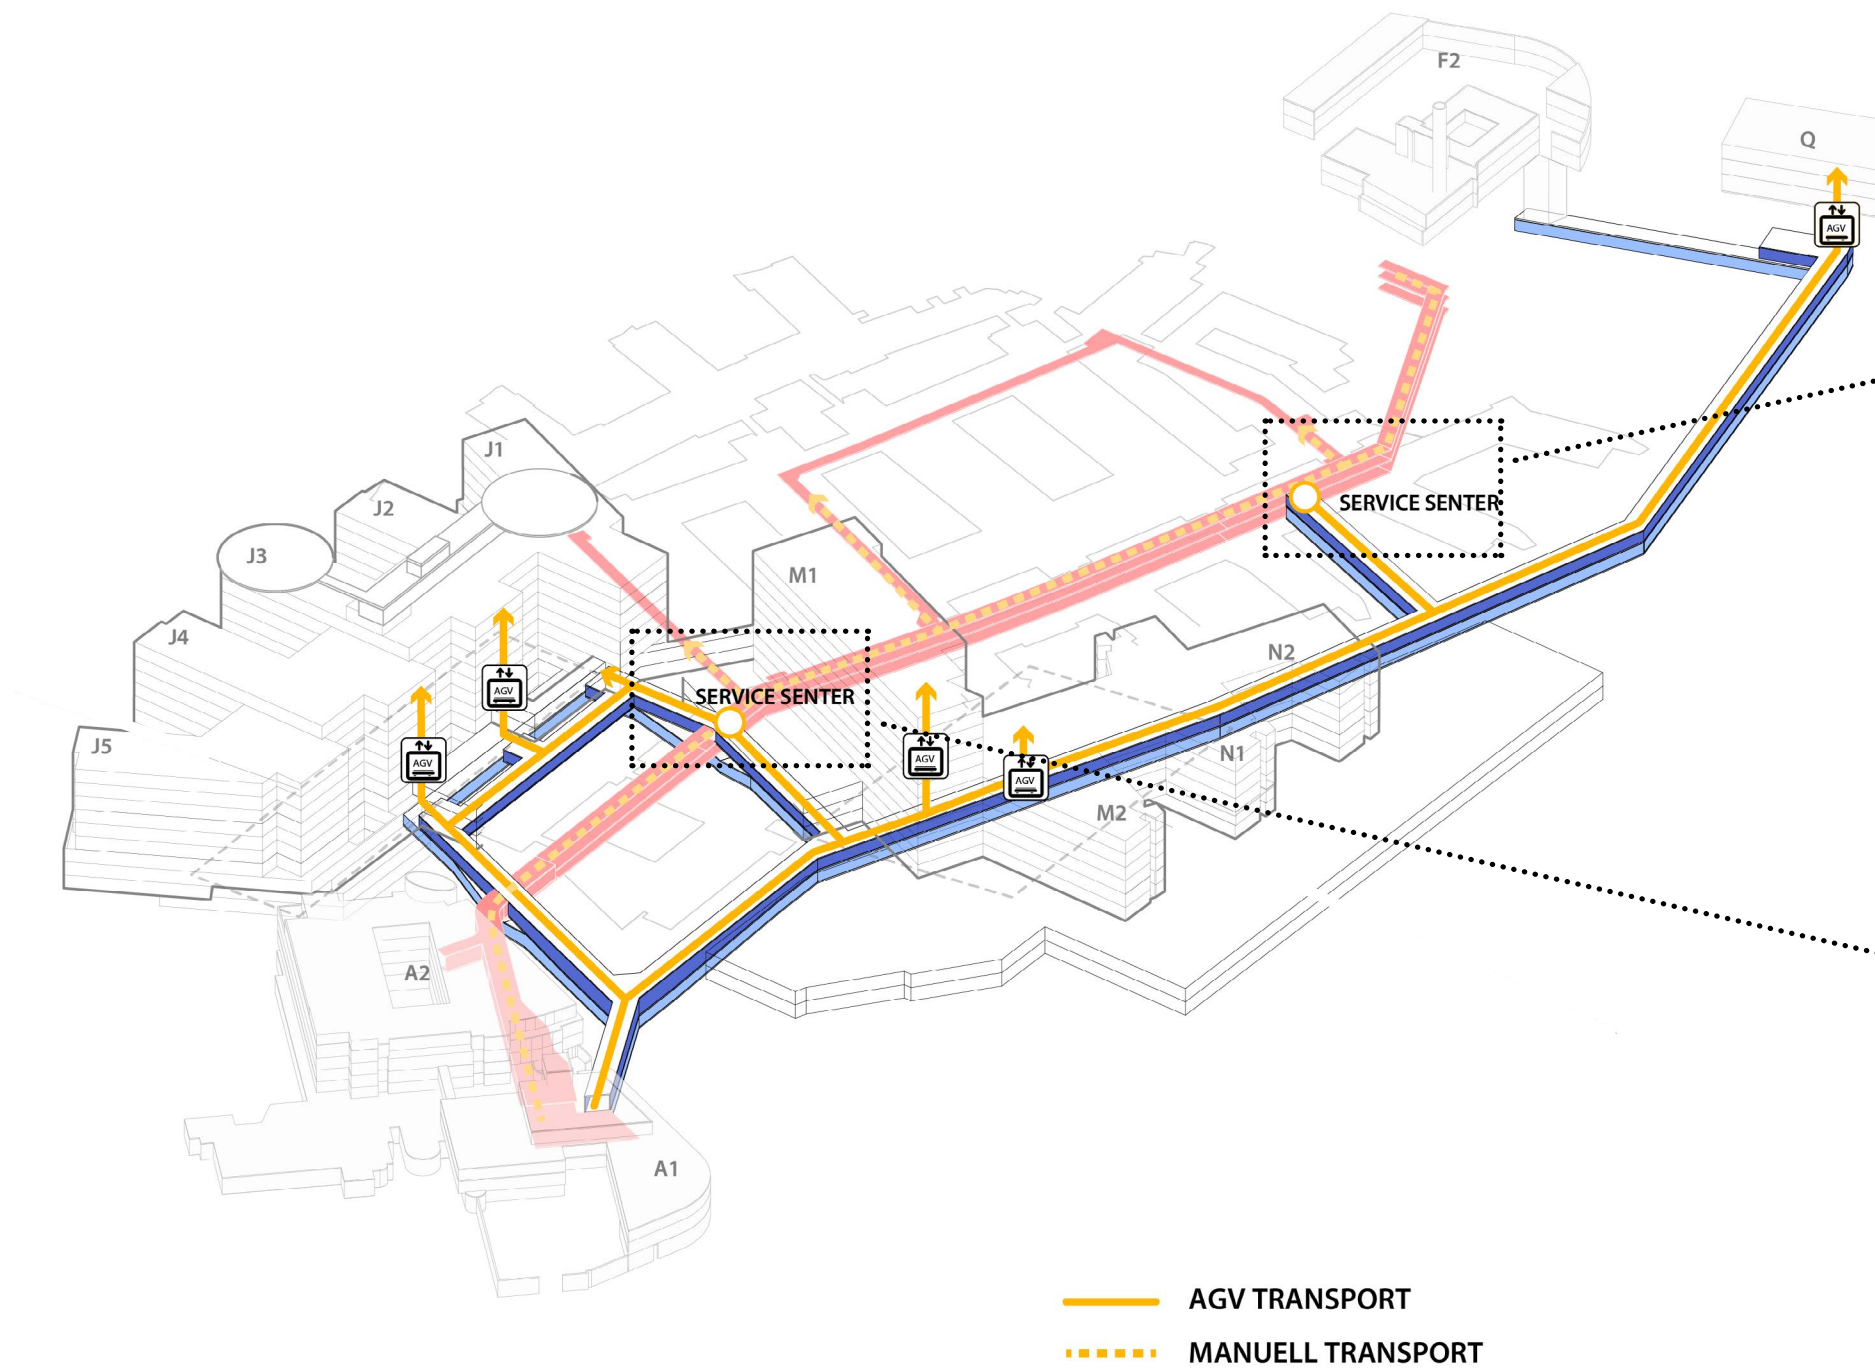 F2
Q
AGV
J1
J2
SERVICE SENTER
J3
M1
J4
N2
AGV
SERVICE SENTER
J5
AGV
AGV
N1
AGV
M2
A2
A1
AGV TRANSPORT
MANUELL TRANSPORT